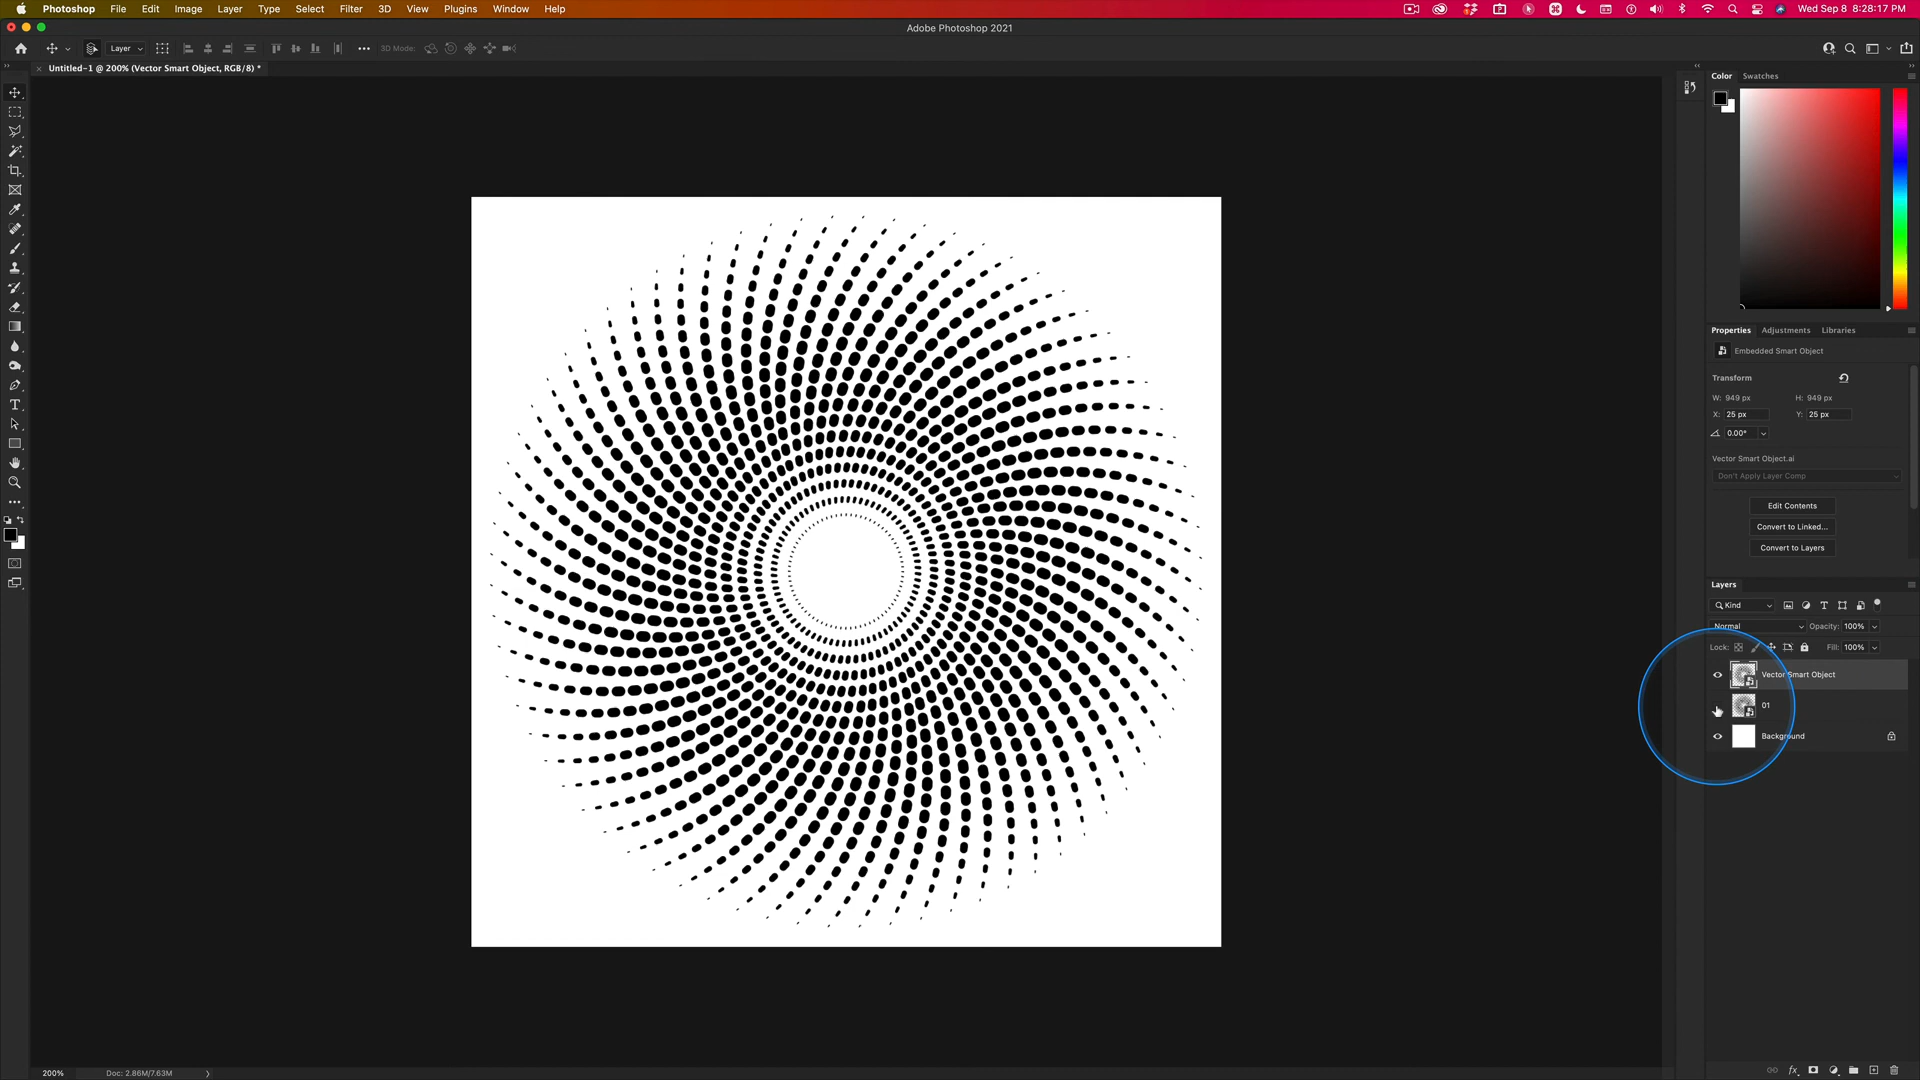 Photoshop File Edit Image Layer Type Select Filter 3D View Plugins Window Help Wed Sep 8 8:28:17 PM
Adobe Photoshop 2021
Layer 3D Mode:
Untitled-1 @ 200% (Vector Smart Object, RGB/8) *
Color Swatches
Properties Adjustments Libraries
Embedded Smart Object
Transform
W: 949 px H: 949 px
X: 25 px Y: 25 px
0.00°
Vector Smart Object.ai
Don't Apply Layer Comp
Edit Contents
Convert to Linked...
Convert to Layers
Layers
Kind
Normal Opacity: 100%
Lock: Fill: 100%
Vector Smart Object
01
Background
200% Doc: 2.86M/7.63M
fx